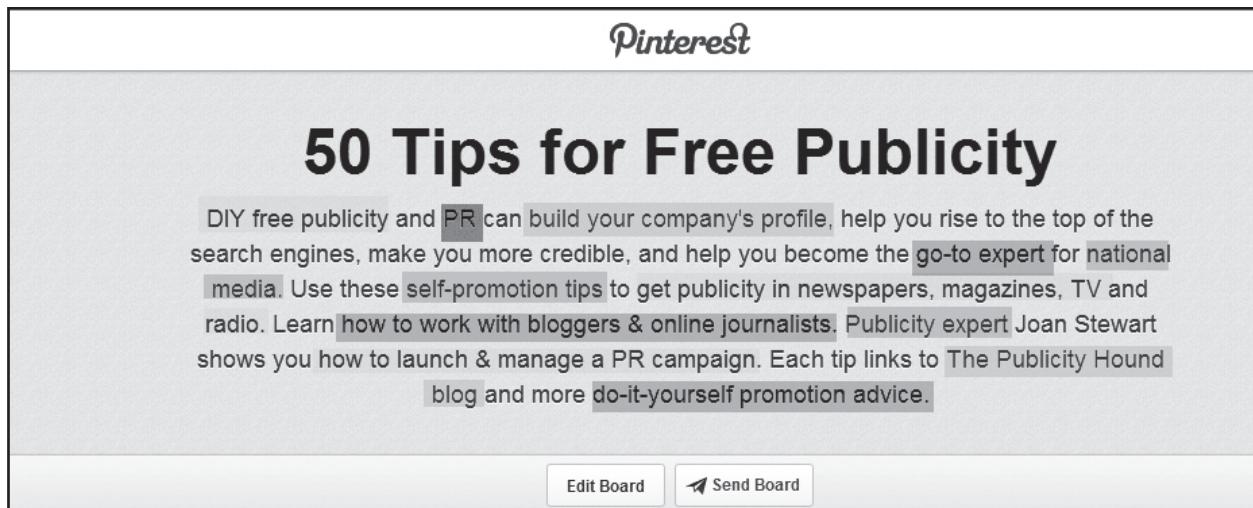 Pinterest
50 Tips for Free Publicity
DIY free publicity and PR can build your company's profile, help you rise to the top of the
search engines, make you more credible, and help you become the go-to expert for national
media. Use these self-promotion tips to get publicity in newspapers, magazines, TV and
radio. Learn how to work with bloggers & online journalists. Publicity expert Joan Stewart
shows you how to launch & manage a PR campaign. Each tip links to The Publicity Hound
blog and more do-it-yourself promotion advice.
Edit Board Send Board